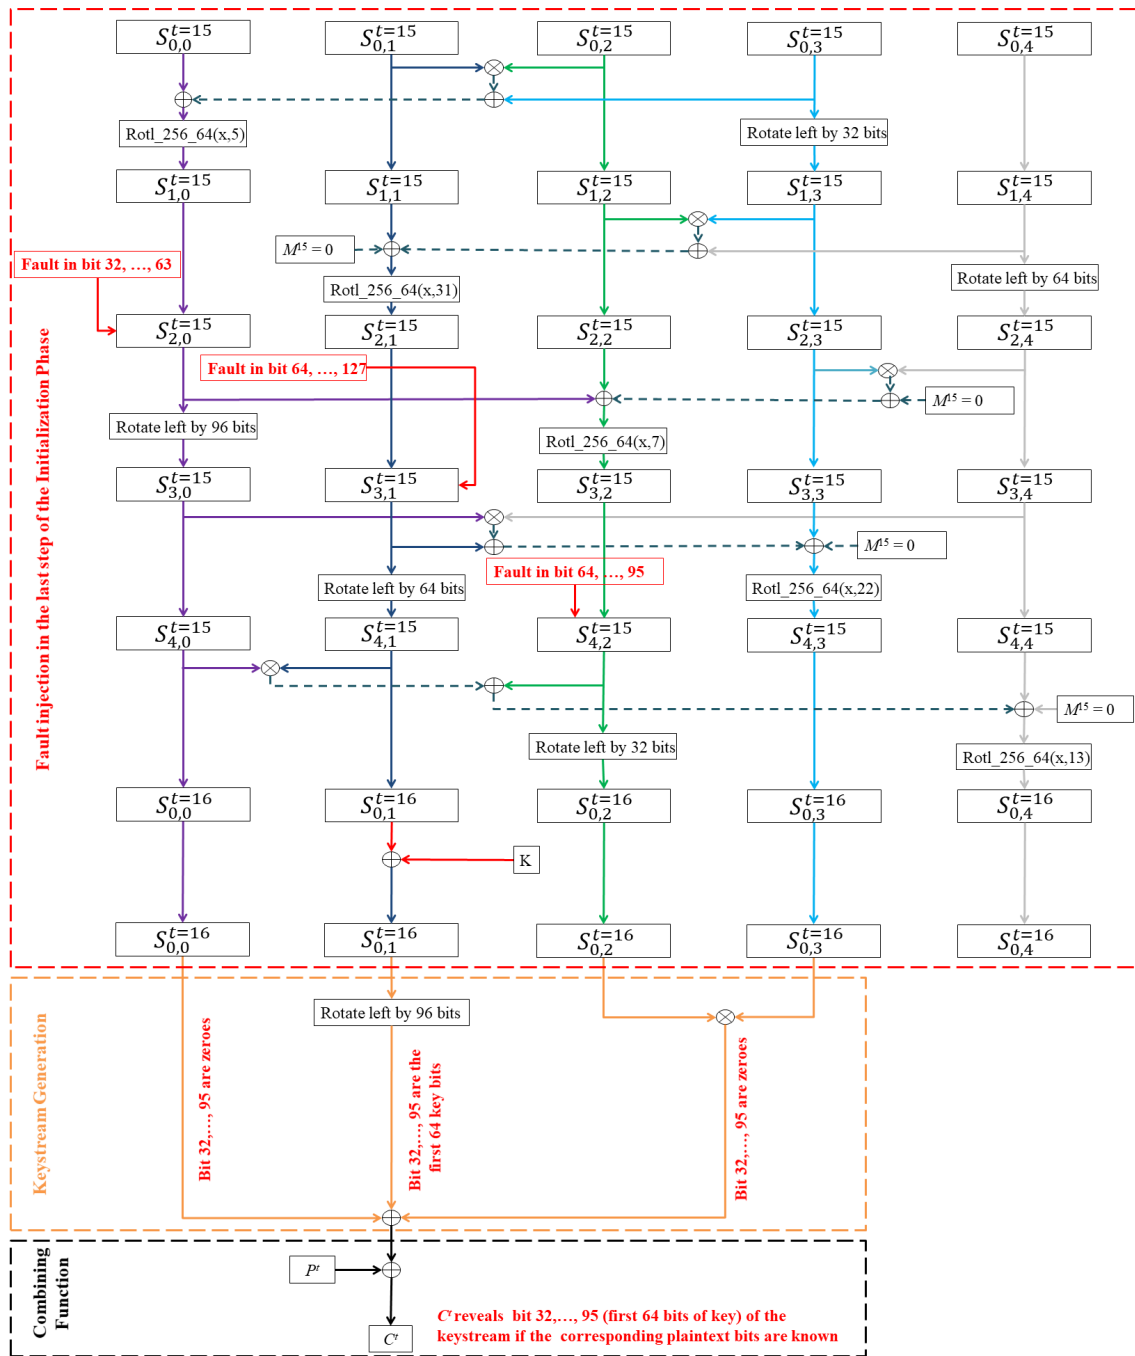 S_{0,0}^{t=15} S_{0,1}^{t=15} S_{0,2}^{t=15} S_{0,3}^{t=15} S_{0,4}^{t=15}
Rotl_256_64(x,5)
Rotate left by 32 bits
S_{1,0}^{t=15} S_{1,1}^{t=15} S_{1,2}^{t=15} S_{1,3}^{t=15} S_{1,4}^{t=15}
M^{15} = 0
Fault in bit 32, …, 63
Rotl_256_64(x,31)
Rotate left by 64 bits
S_{2,0}^{t=15} S_{2,1}^{t=15} S_{2,2}^{t=15} S_{2,3}^{t=15} S_{2,4}^{t=15}
Fault in bit 64, …, 127
M^{15} = 0
Rotate left by 96 bits
Rotl_256_64(x,7)
S_{3,0}^{t=15} S_{3,1}^{t=15} S_{3,2}^{t=15} S_{3,3}^{t=15} S_{3,4}^{t=15}
M^{15} = 0
Fault in bit 64, …, 95
Rotate left by 64 bits
Rotl_256_64(x,22)
S_{4,0}^{t=15} S_{4,1}^{t=15} S_{4,2}^{t=15} S_{4,3}^{t=15} S_{4,4}^{t=15}
M^{15} = 0
Rotate left by 32 bits
Rotl_256_64(x,13)
S_{0,0}^{t=16} S_{0,1}^{t=16} S_{0,2}^{t=16} S_{0,3}^{t=16} S_{0,4}^{t=16}
K
S_{0,0}^{t=16} S_{0,1}^{t=16} S_{0,2}^{t=16} S_{0,3}^{t=16} S_{0,4}^{t=16}
Fault injection in the last step of the Initialization Phase
Rotate left by 96 bits
Keystream Generation
Bit 32,…, 95 are zeroes
Bit 32,…, 95 are the
first 64 key bits
Bit 32,…, 95 are zeroes
Combining
Function
P^t
C^t
C^t reveals bit 32,…, 95 (first 64 bits of key) of the
keystream if the corresponding plaintext bits are known